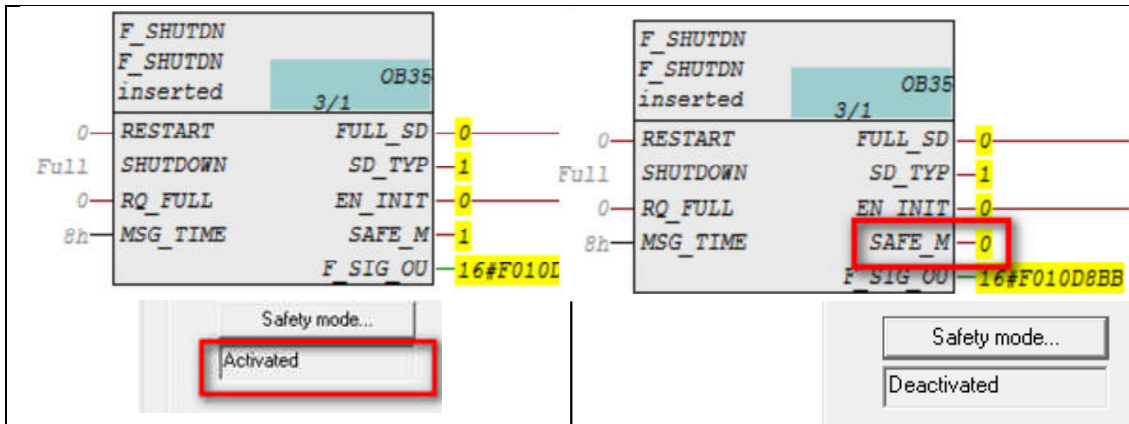 F_SHUTDN
F_SHUTDN
inserted
OB35
3/1
0 RESTART FULL_SD 0
Full SHUTDOWN SD_TYP 1
0 RQ_FULL EN_INIT 0
8h MSG_TIME SAFE_M 1
F_SIG_OU 16#F010D
Safety mode...
Activated
F_SHUTDN
F_SHUTDN
inserted
OB35
3/1
0 RESTART FULL_SD 0
Full SHUTDOWN SD_TYP 1
0 RQ_FULL EN_INIT 0
8h MSG_TIME SAFE_M 0
F_SIG_OU 16#F010D8BB
Safety mode...
Deactivated